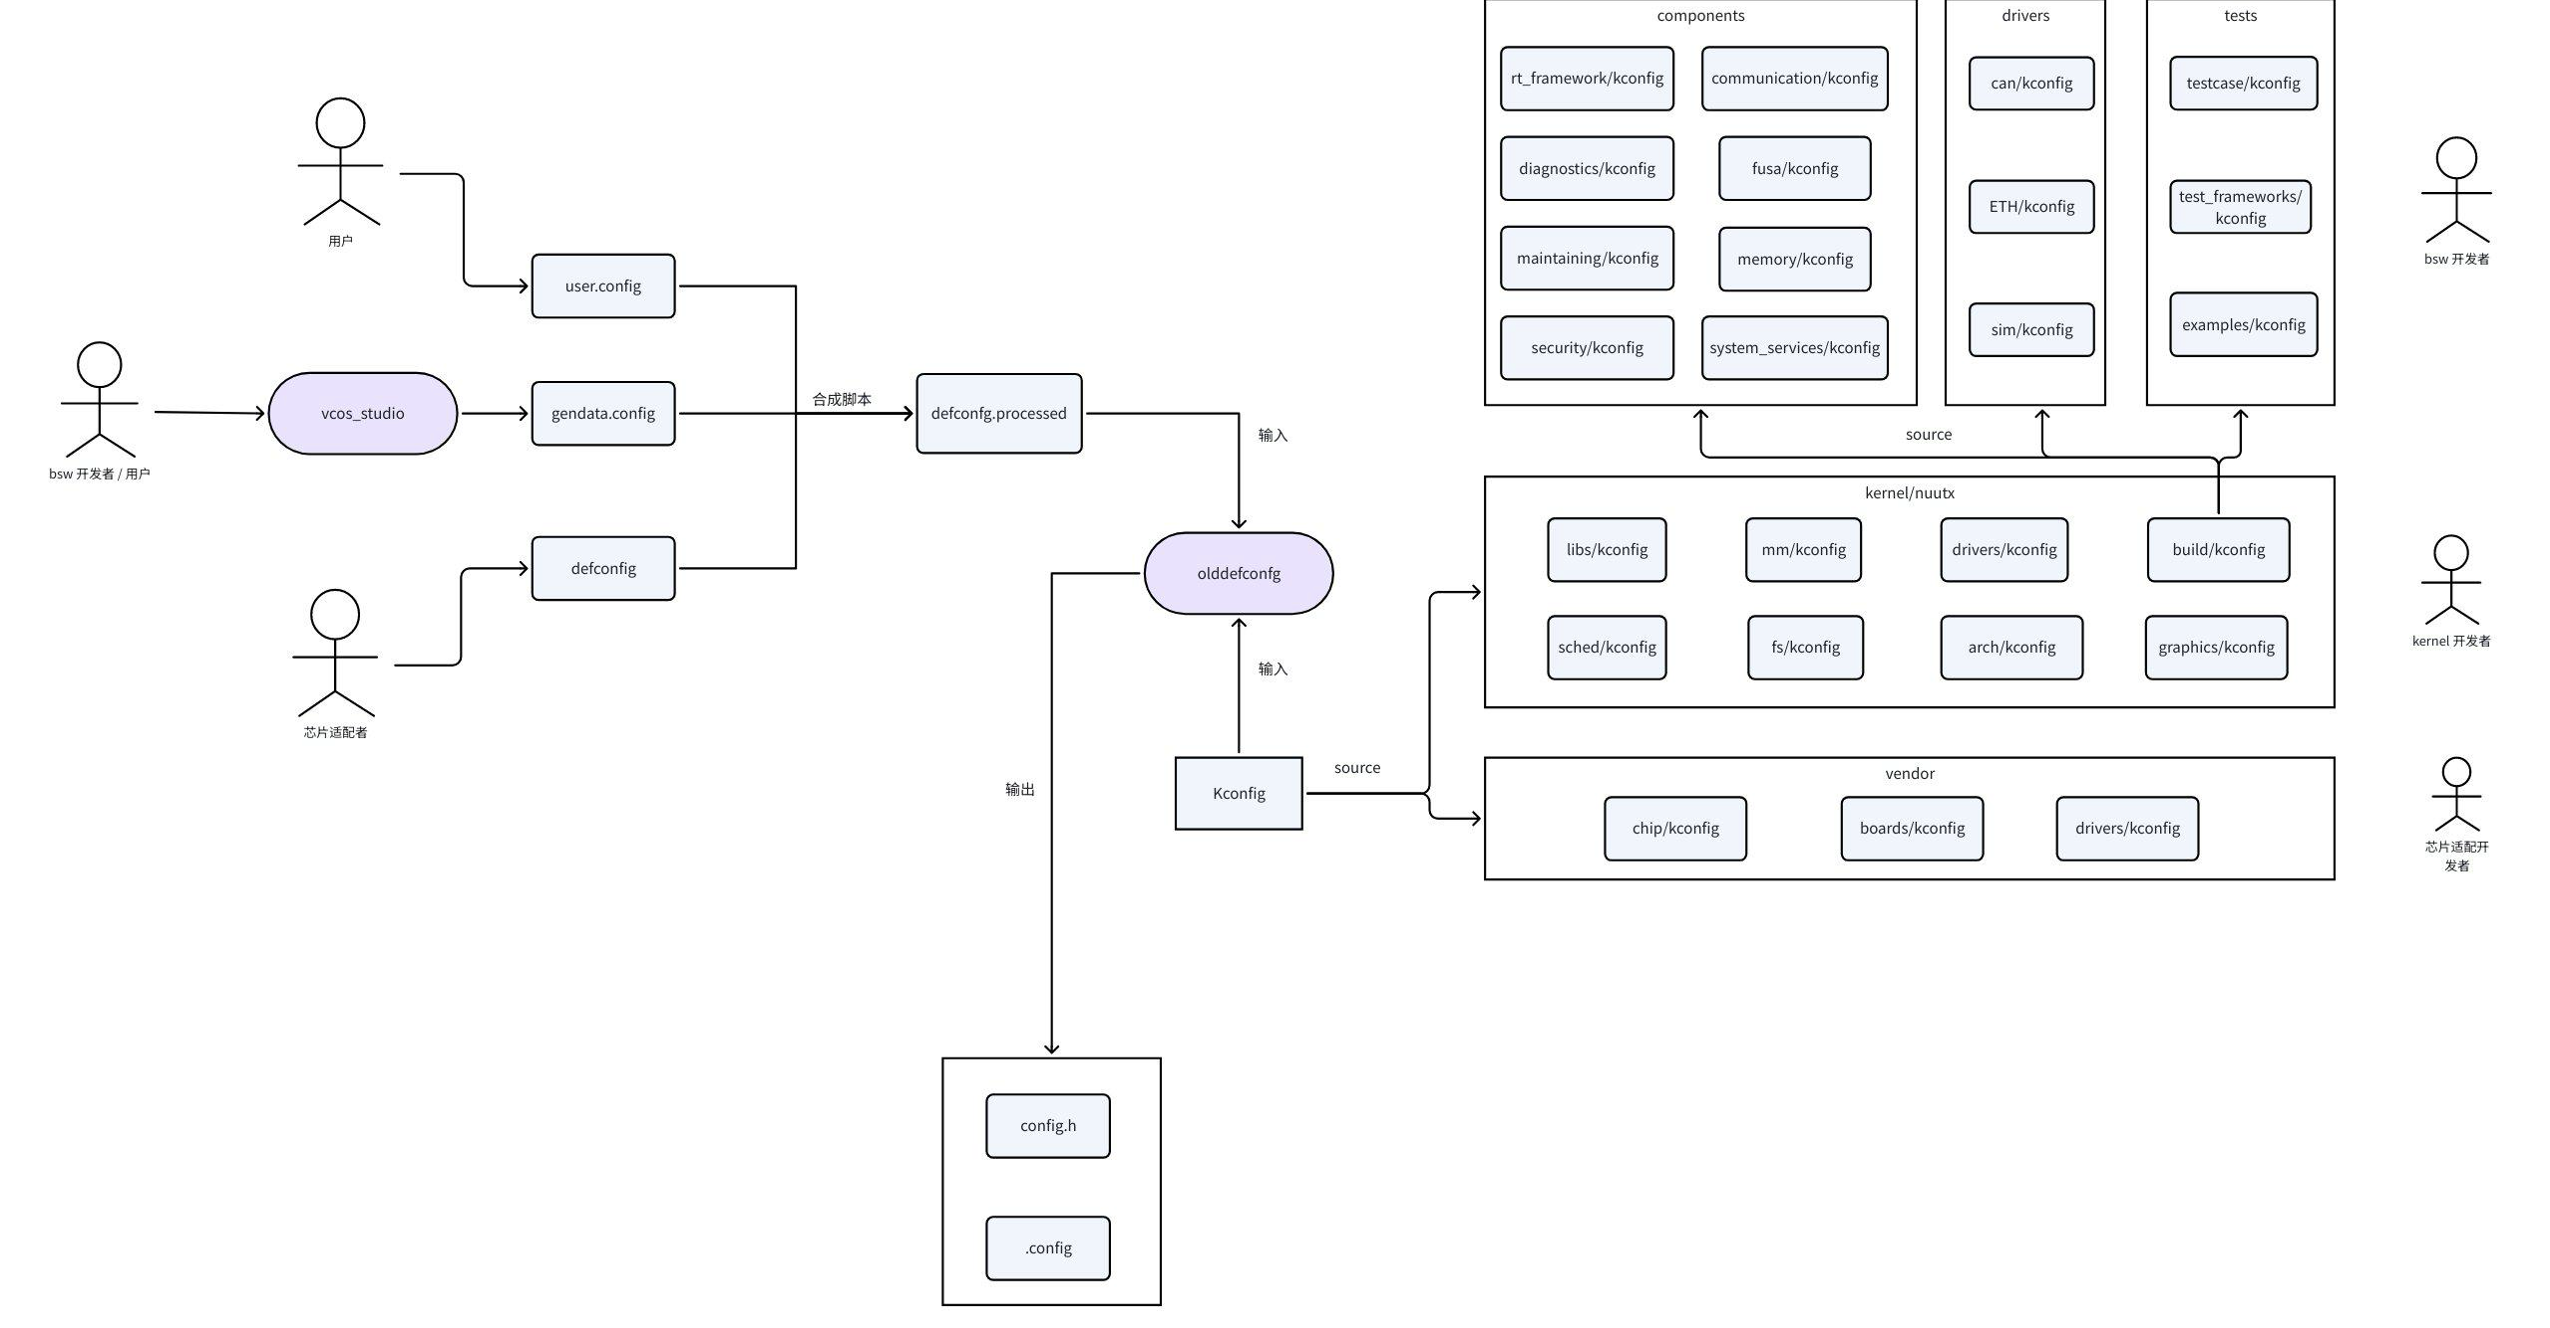 components
drivers
tests
rt_framework/kconfig
communication/kconfig
can/kconfig
testcase/kconfig
diagnostics/kconfig
fusa/kconfig
ETH/kconfig
test_frameworks/
kconfig
maintaining/kconfig
memory/kconfig
sim/kconfig
examples/kconfig
security/kconfig
system_services/kconfig
bsw 开发者
用户
user.config
bsw 开发者 / 用户
vcos_studio
gendata.config
合成脚本
defconfg.processed
输入
芯片适配者
defconfig
olddefconfg
输入
Kconfig
source
source
kernel/nuutx
libs/kconfig
mm/kconfig
drivers/kconfig
build/kconfig
sched/kconfig
fs/kconfig
arch/kconfig
graphics/kconfig
kernel 开发者
vendor
chip/kconfig
boards/kconfig
drivers/kconfig
芯片适配开
发者
输出
config.h
.config